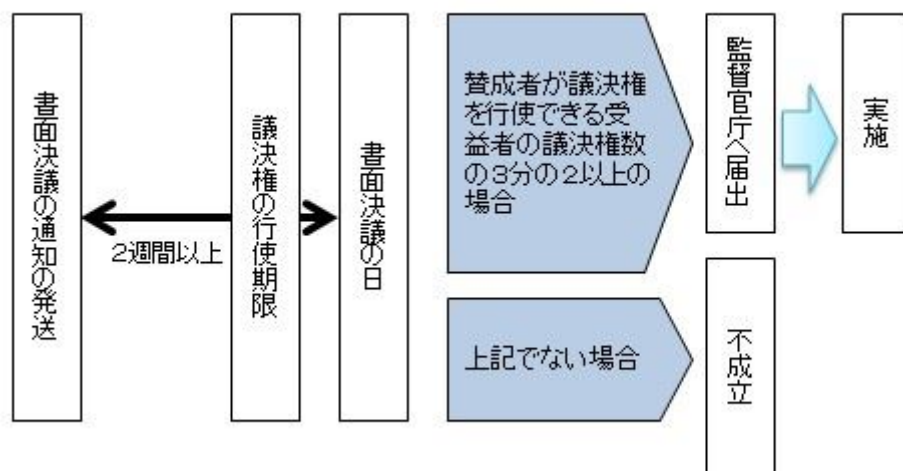 書面決議の通知の発送
2週間以上
議決権の行使期限
書面決議の日
賛成者が議決権
を行使できる受
益者の議決権数
の3分の2以上の
場合
監督官庁へ届出
実施
上記でない場合
不成立